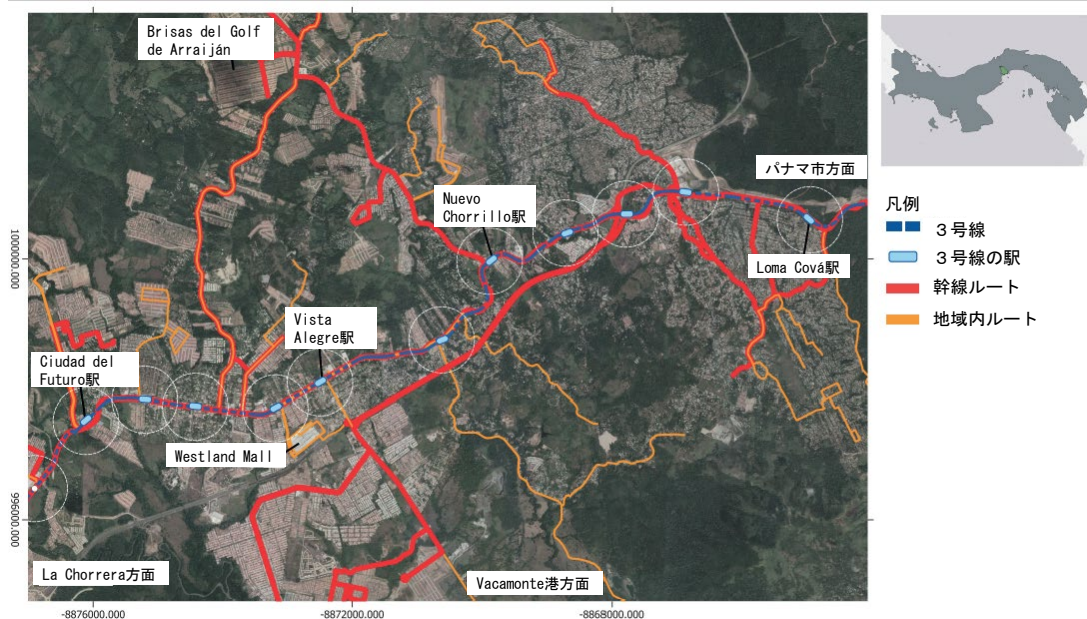 Brisas del Golf
de Arraiján
パナマ市方面
Nuevo
Chorrillo駅
Loma Cová駅
Vista
Alegre駅
Ciudad del
Futuro駅
Westland Mall
La Chorrera方面
Vacamonte港方面
凡例
3号線
3号線の駅
幹線ルート
地域内ルート
1000000.000
996000.000
-8876000.000
-8872000.000
-8868000.000